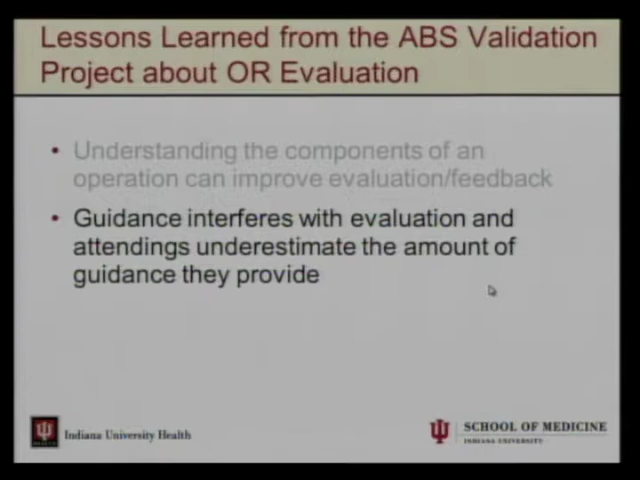 Lessons Learned from the ABS Validation
Project about OR Evaluation
• Understanding the components of an
operation can improve evaluation/feedback
• Guidance interferes with evaluation and
attendings underestimate the amount of
guidance they provide
Indiana University Health
SCHOOL OF MEDICINE
INDIANA UNIVERSITY